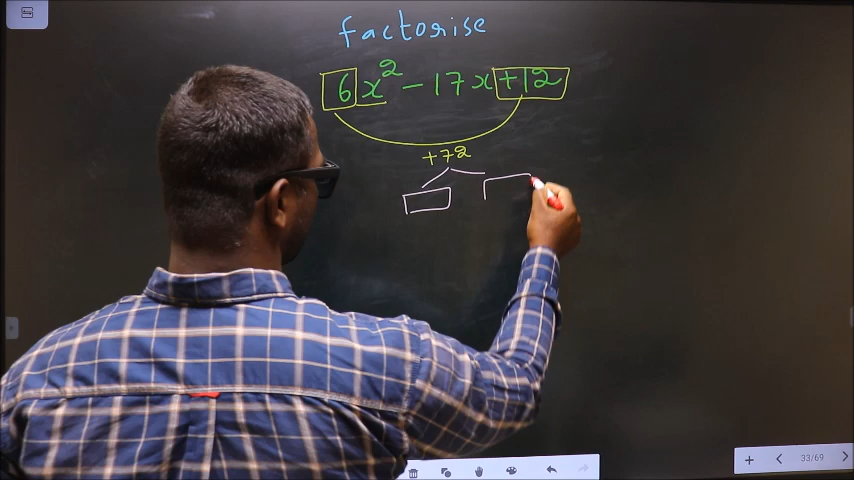 factorise
6x² - 17x + 12
+72
33/69